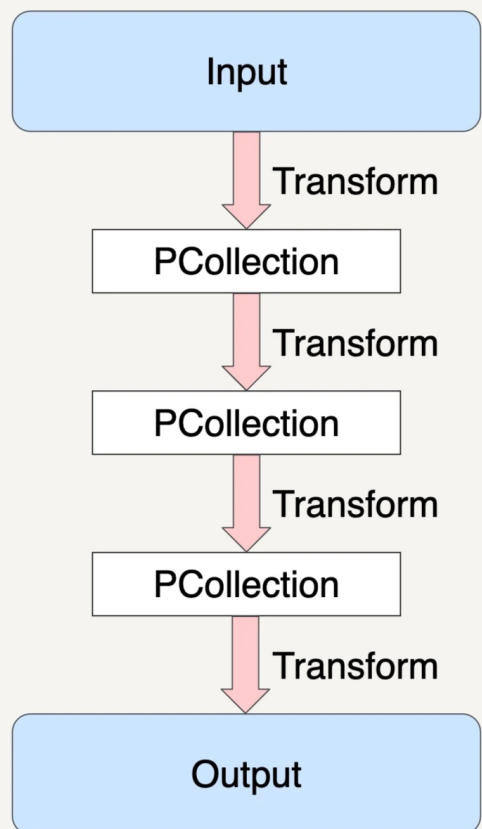 Input
Transform
PCollection
Transform
PCollection
Transform
PCollection
Transform
Output